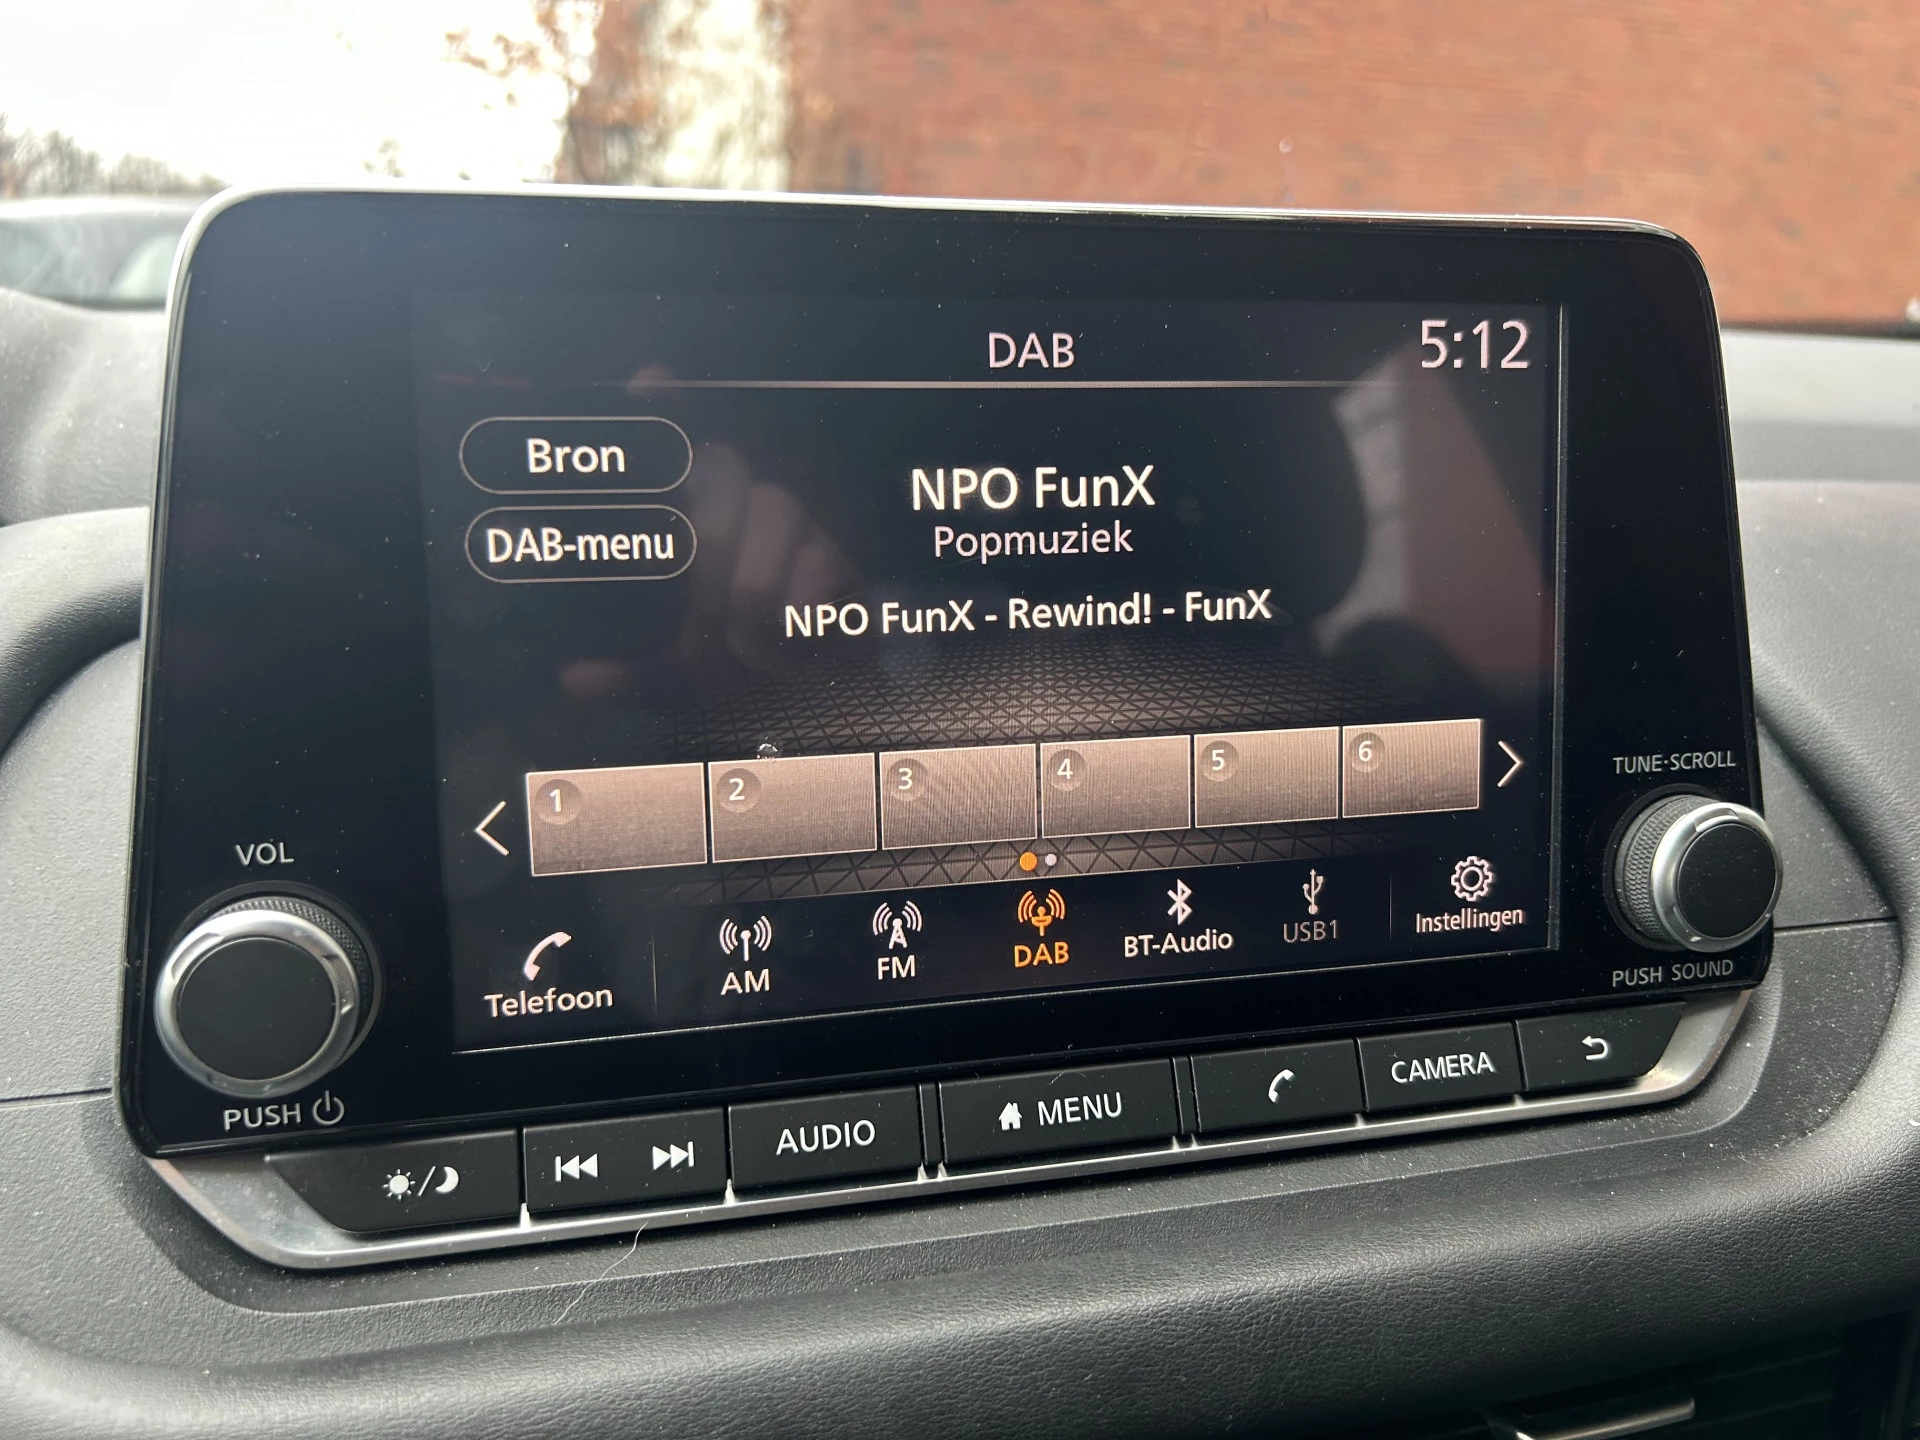 DAB
5:12
Bron
DAB-menu
NPO FunX
Popmuziek
NPO FunX - Rewind! - FunX
1 2 3 4 5 6
Telefoon
AM
FM
DAB
BT-Audio
USB1
Instellingen
VOL
PUSH
TUNE·SCROLL
PUSH SOUND
AUDIO
MENU
CAMERA